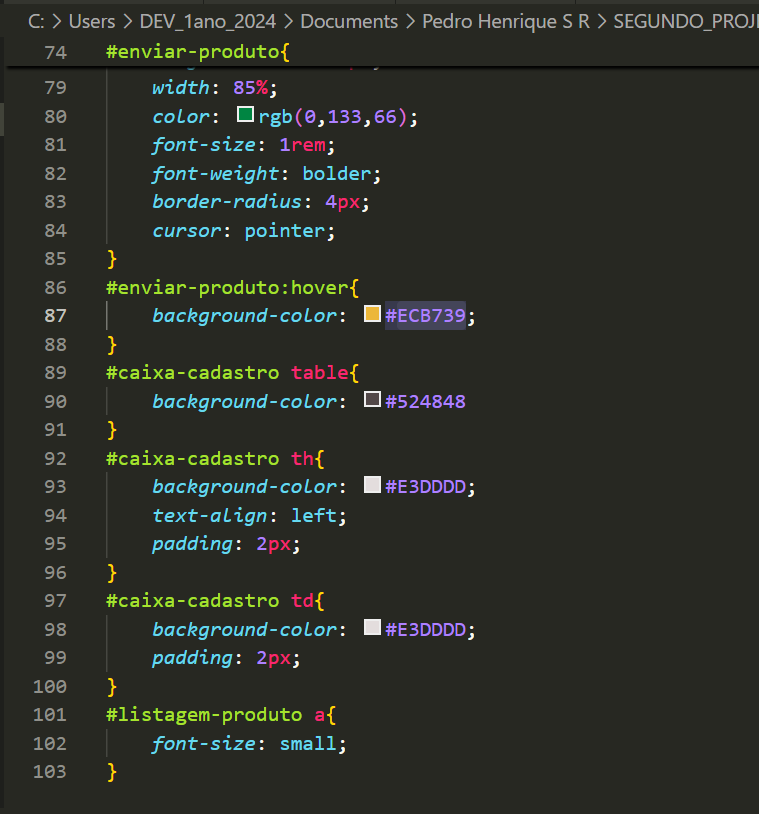 C: > Users > DEV_1ano_2024 > Documents > Pedro Henrique S R > SEGUNDO_PROJ
74 #enviar-produto{
79 width: 85%;
80 color: rgb(0,133,66);
81 font-size: 1rem;
82 font-weight: bolder;
83 border-radius: 4px;
84 cursor: pointer;
85 }
86 #enviar-produto:hover{
87 background-color: #ECB739;
88 }
89 #caixa-cadastro table{
90 background-color: #524848
91 }
92 #caixa-cadastro th{
93 background-color: #E3DDDD;
94 text-align: left;
95 padding: 2px;
96 }
97 #caixa-cadastro td{
98 background-color: #E3DDDD;
99 padding: 2px;
100 }
101 #listagem-produto a{
102 font-size: small;
103 }